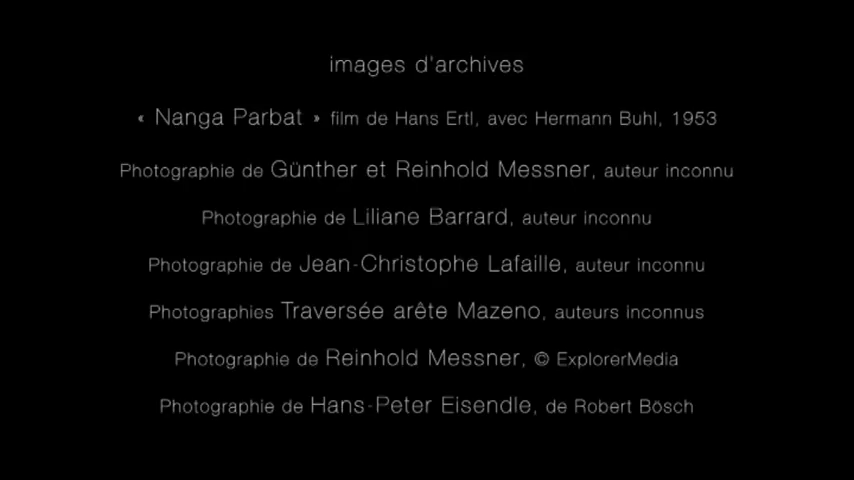 images d'archives
« Nanga Parbat » film de Hans Ertl, avec Hermann Buhl, 1953
Photographie de Günther et Reinhold Messner, auteur inconnu
Photographie de Liliane Barrard, auteur inconnu
Photographie de Jean-Christophe Lafaille, auteur inconnu
Photographies Traversée arête Mazeno, auteurs inconnus
Photographie de Reinhold Messner, © ExplorerMedia
Photographie de Hans-Peter Eisendle, de Robert Bösch